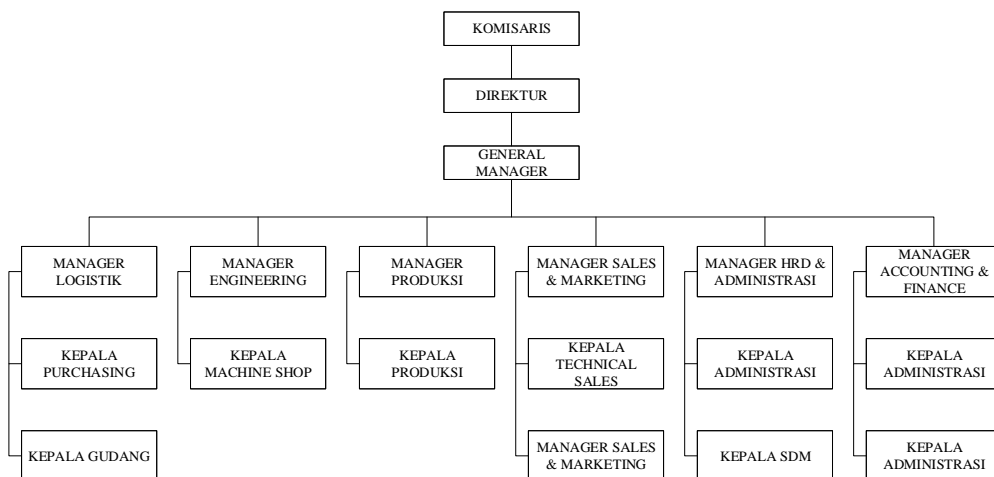 KOMISARIS
DIREKTUR
GENERAL
MANAGER
MANAGER
LOGISTIK
MANAGER
ENGINEERING
MANAGER
PRODUKSI
MANAGER SALES
& MARKETING
MANAGER HRD &
ADMINISTRASI
MANAGER
ACCOUNTING &
FINANCE
KEPALA
PURCHASING
KEPALA
MACHINE SHOP
KEPALA
PRODUKSI
KEPALA
TECHNICAL
SALES
KEPALA
ADMINISTRASI
KEPALA
ADMINISTRASI
KEPALA GUDANG
MANAGER SALES
& MARKETING
KEPALA SDM
KEPALA
ADMINISTRASI